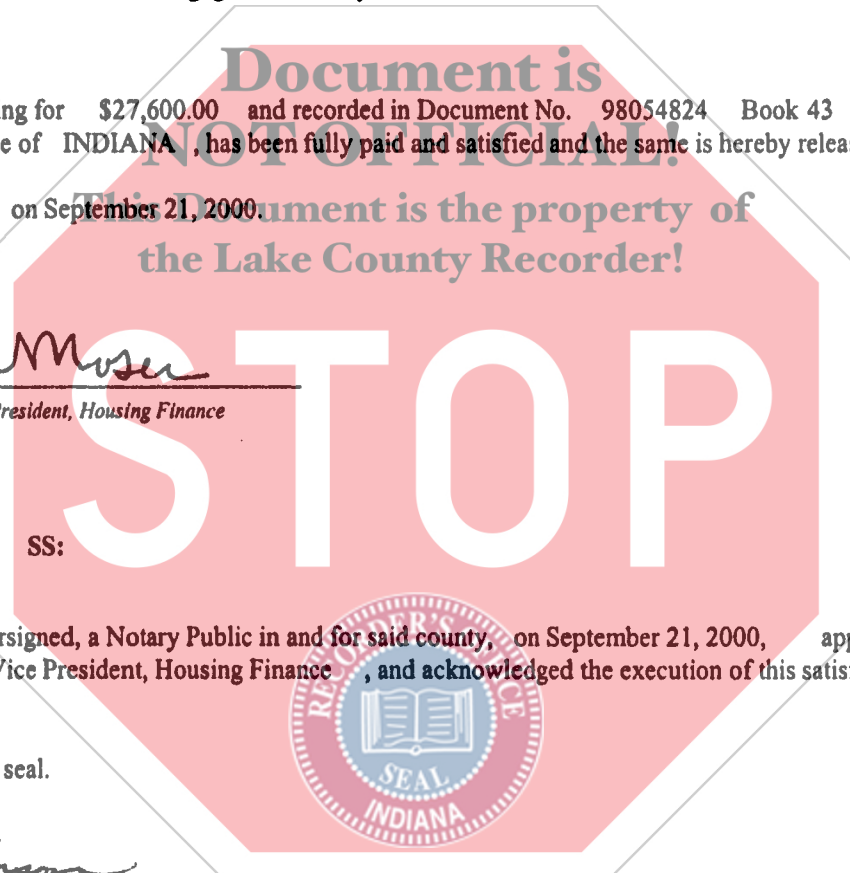 Document is
ng for $27,600.00 and recorded in Document No. 98054824 Book 43
e of INDIANA , has been fully paid and satisfied and the same is hereby relea
NOT OFFICIAL!
on September 21, 2000.
This Document is the property of
the Lake County Recorder!
Moser
resident, Housing Finance
STOP
SS:
rsigned, a Notary Public in and for said county, on September 21, 2000, app
Vice President, Housing Finance , and acknowledged the execution of this satis
RECORDER'S OFFICE
SEAL
INDIANA
seal.